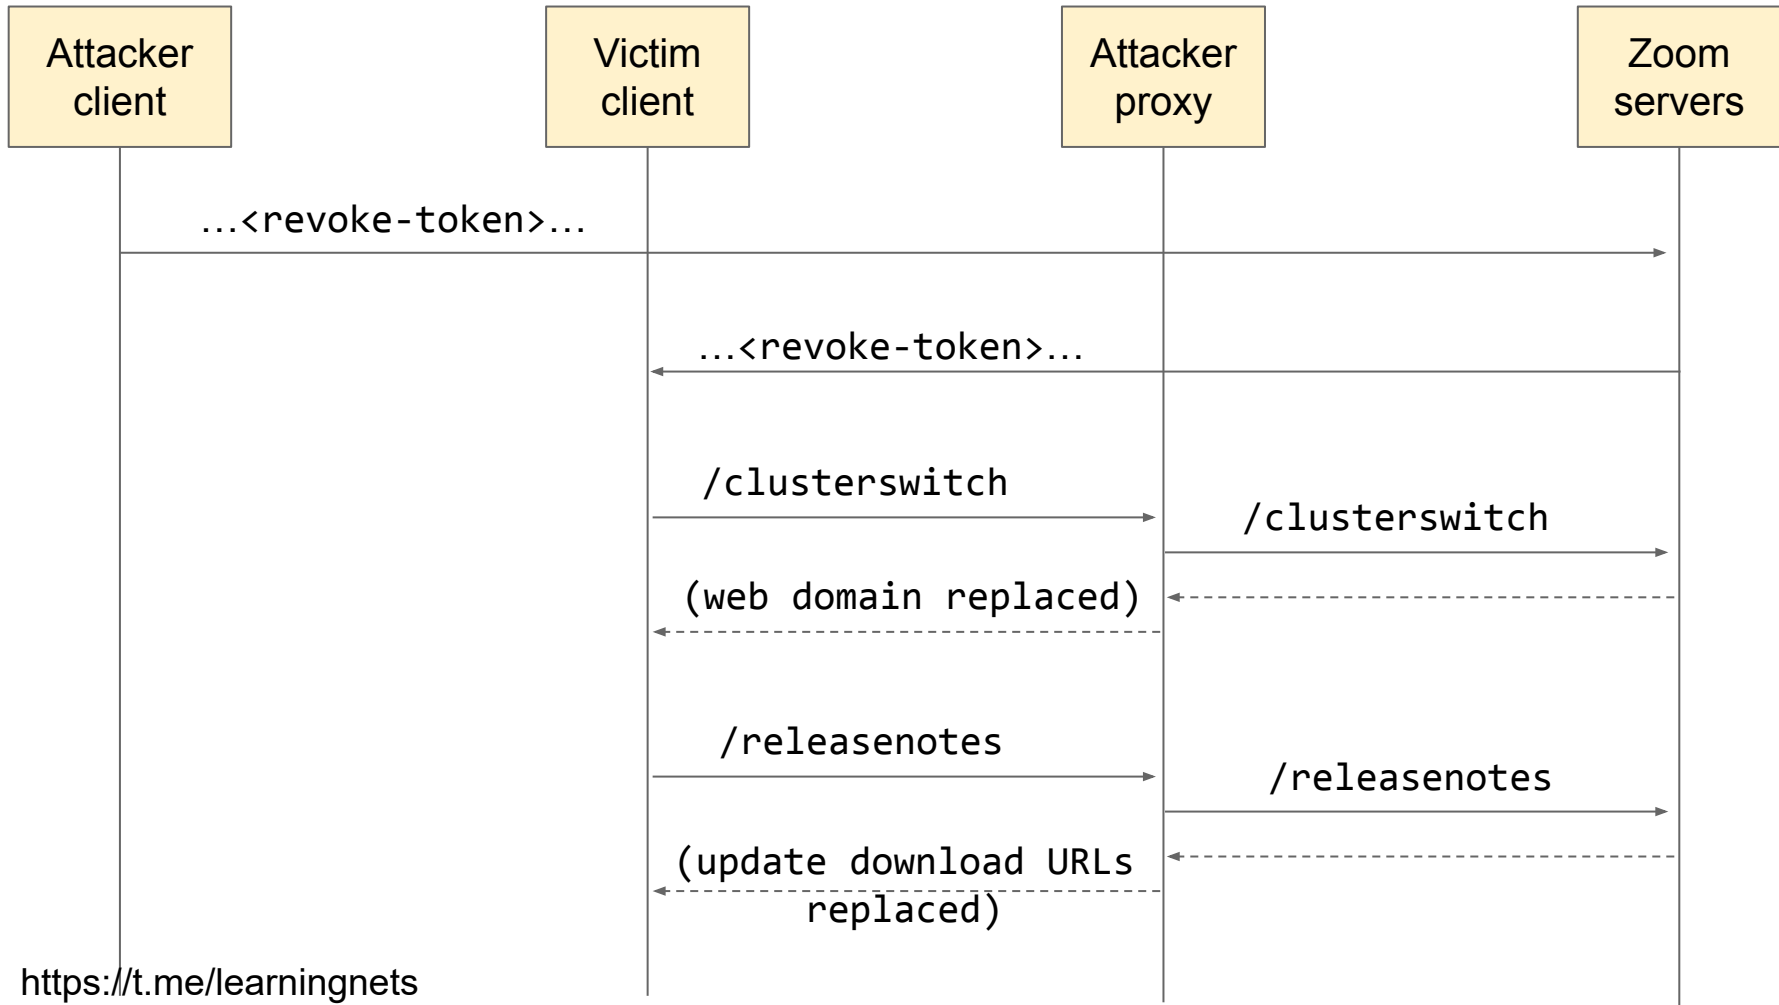 Attacker
client
Victim
client
Attacker
proxy
Zoom
servers
…<revoke-token>…
…<revoke-token>…
/clusterswitch
/clusterswitch
(web domain replaced)
/releasenotes
/releasenotes
(update download URLs
replaced)
https://t.me/learningnets